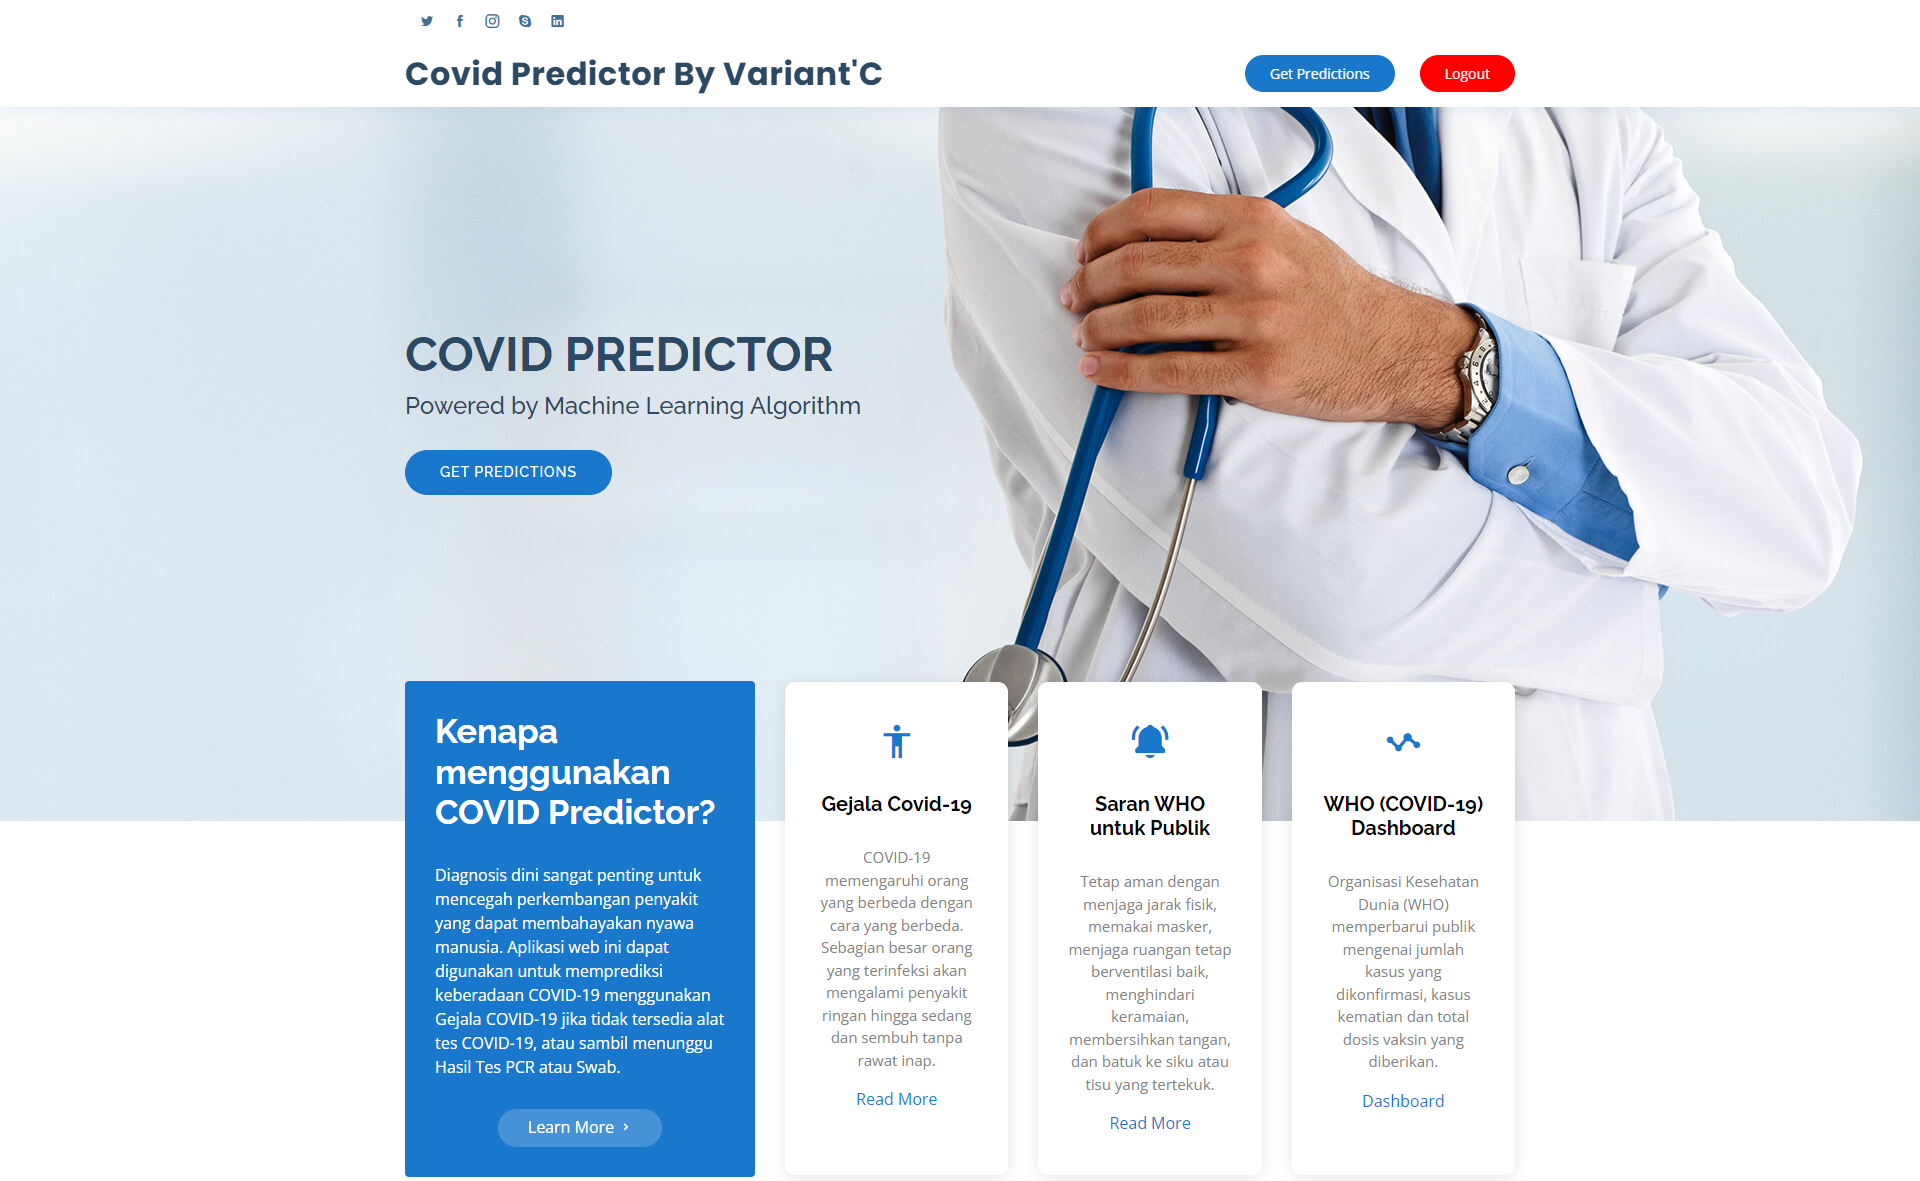 Covid Predictor By Variant'C
Get Predictions
Logout
COVID PREDICTOR
Powered by Machine Learning Algorithm
GET PREDICTIONS
Kenapa
menggunakan
COVID Predictor?
Diagnosis dini sangat penting untuk
mencegah perkembangan penyakit
yang dapat membahayakan nyawa
manusia. Aplikasi web ini dapat
digunakan untuk memprediksi
keberadaan COVID-19 menggunakan
Gejala COVID-19 jika tidak tersedia alat
tes COVID-19, atau sambil menunggu
Hasil Tes PCR atau Swab.
Learn More
Gejala Covid-19
COVID-19
memengaruhi orang
yang berbeda dengan
cara yang berbeda.
Sebagian besar orang
yang terinfeksi akan
mengalami penyakit
ringan hingga sedang
dan sembuh tanpa
rawat inap.
Read More
Saran WHO
untuk Publik
Tetap aman dengan
menjaga jarak fisik,
memakai masker,
menjaga ruangan tetap
berventilasi baik,
menghindari
keramaian,
membersihkan tangan,
dan batuk ke siku atau
tisu yang tertekuk.
Read More
WHO (COVID-19)
Dashboard
Organisasi Kesehatan
Dunia (WHO)
memperbarui publik
mengenai jumlah
kasus yang
dikonfirmasi, kasus
kematian dan total
dosis vaksin yang
diberikan.
Dashboard